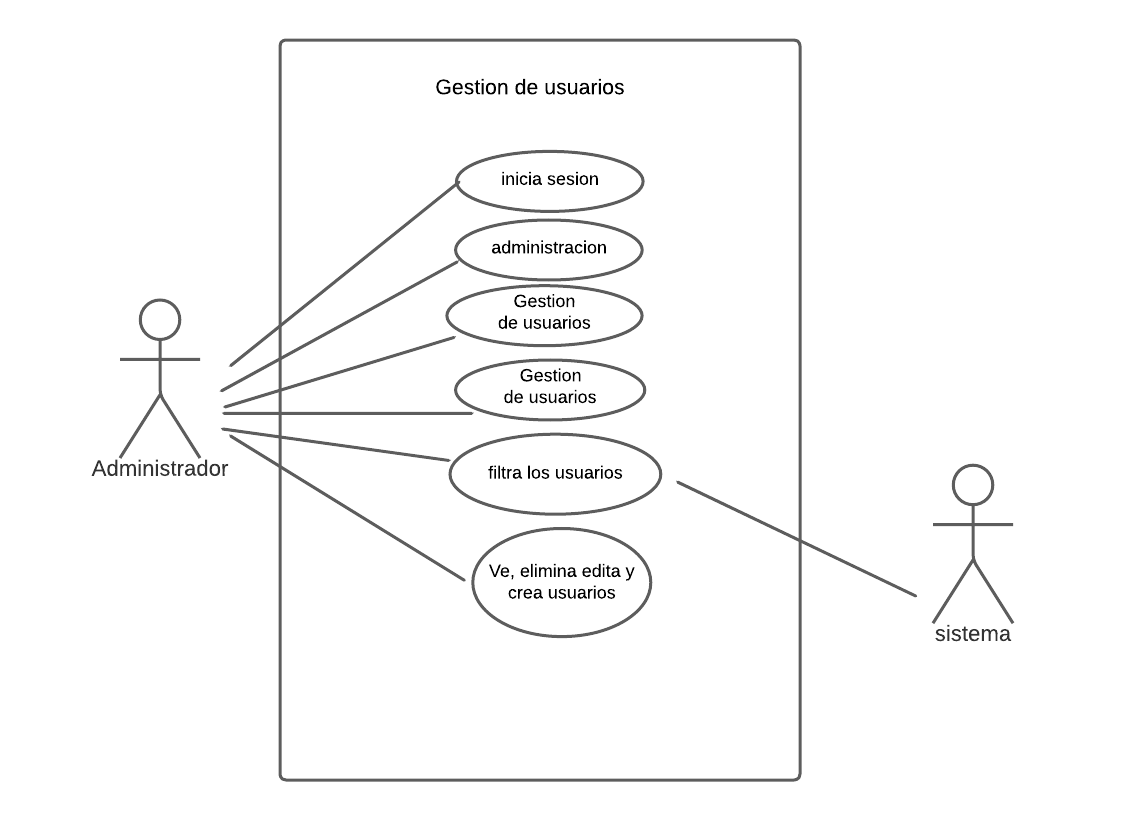 Gestion de usuarios
inicia sesion
administracion
Gestion
de usuarios
Gestion
de usuarios
filtra los usuarios
Ve, elimina edita y
crea usuarios
Administrador
sistema